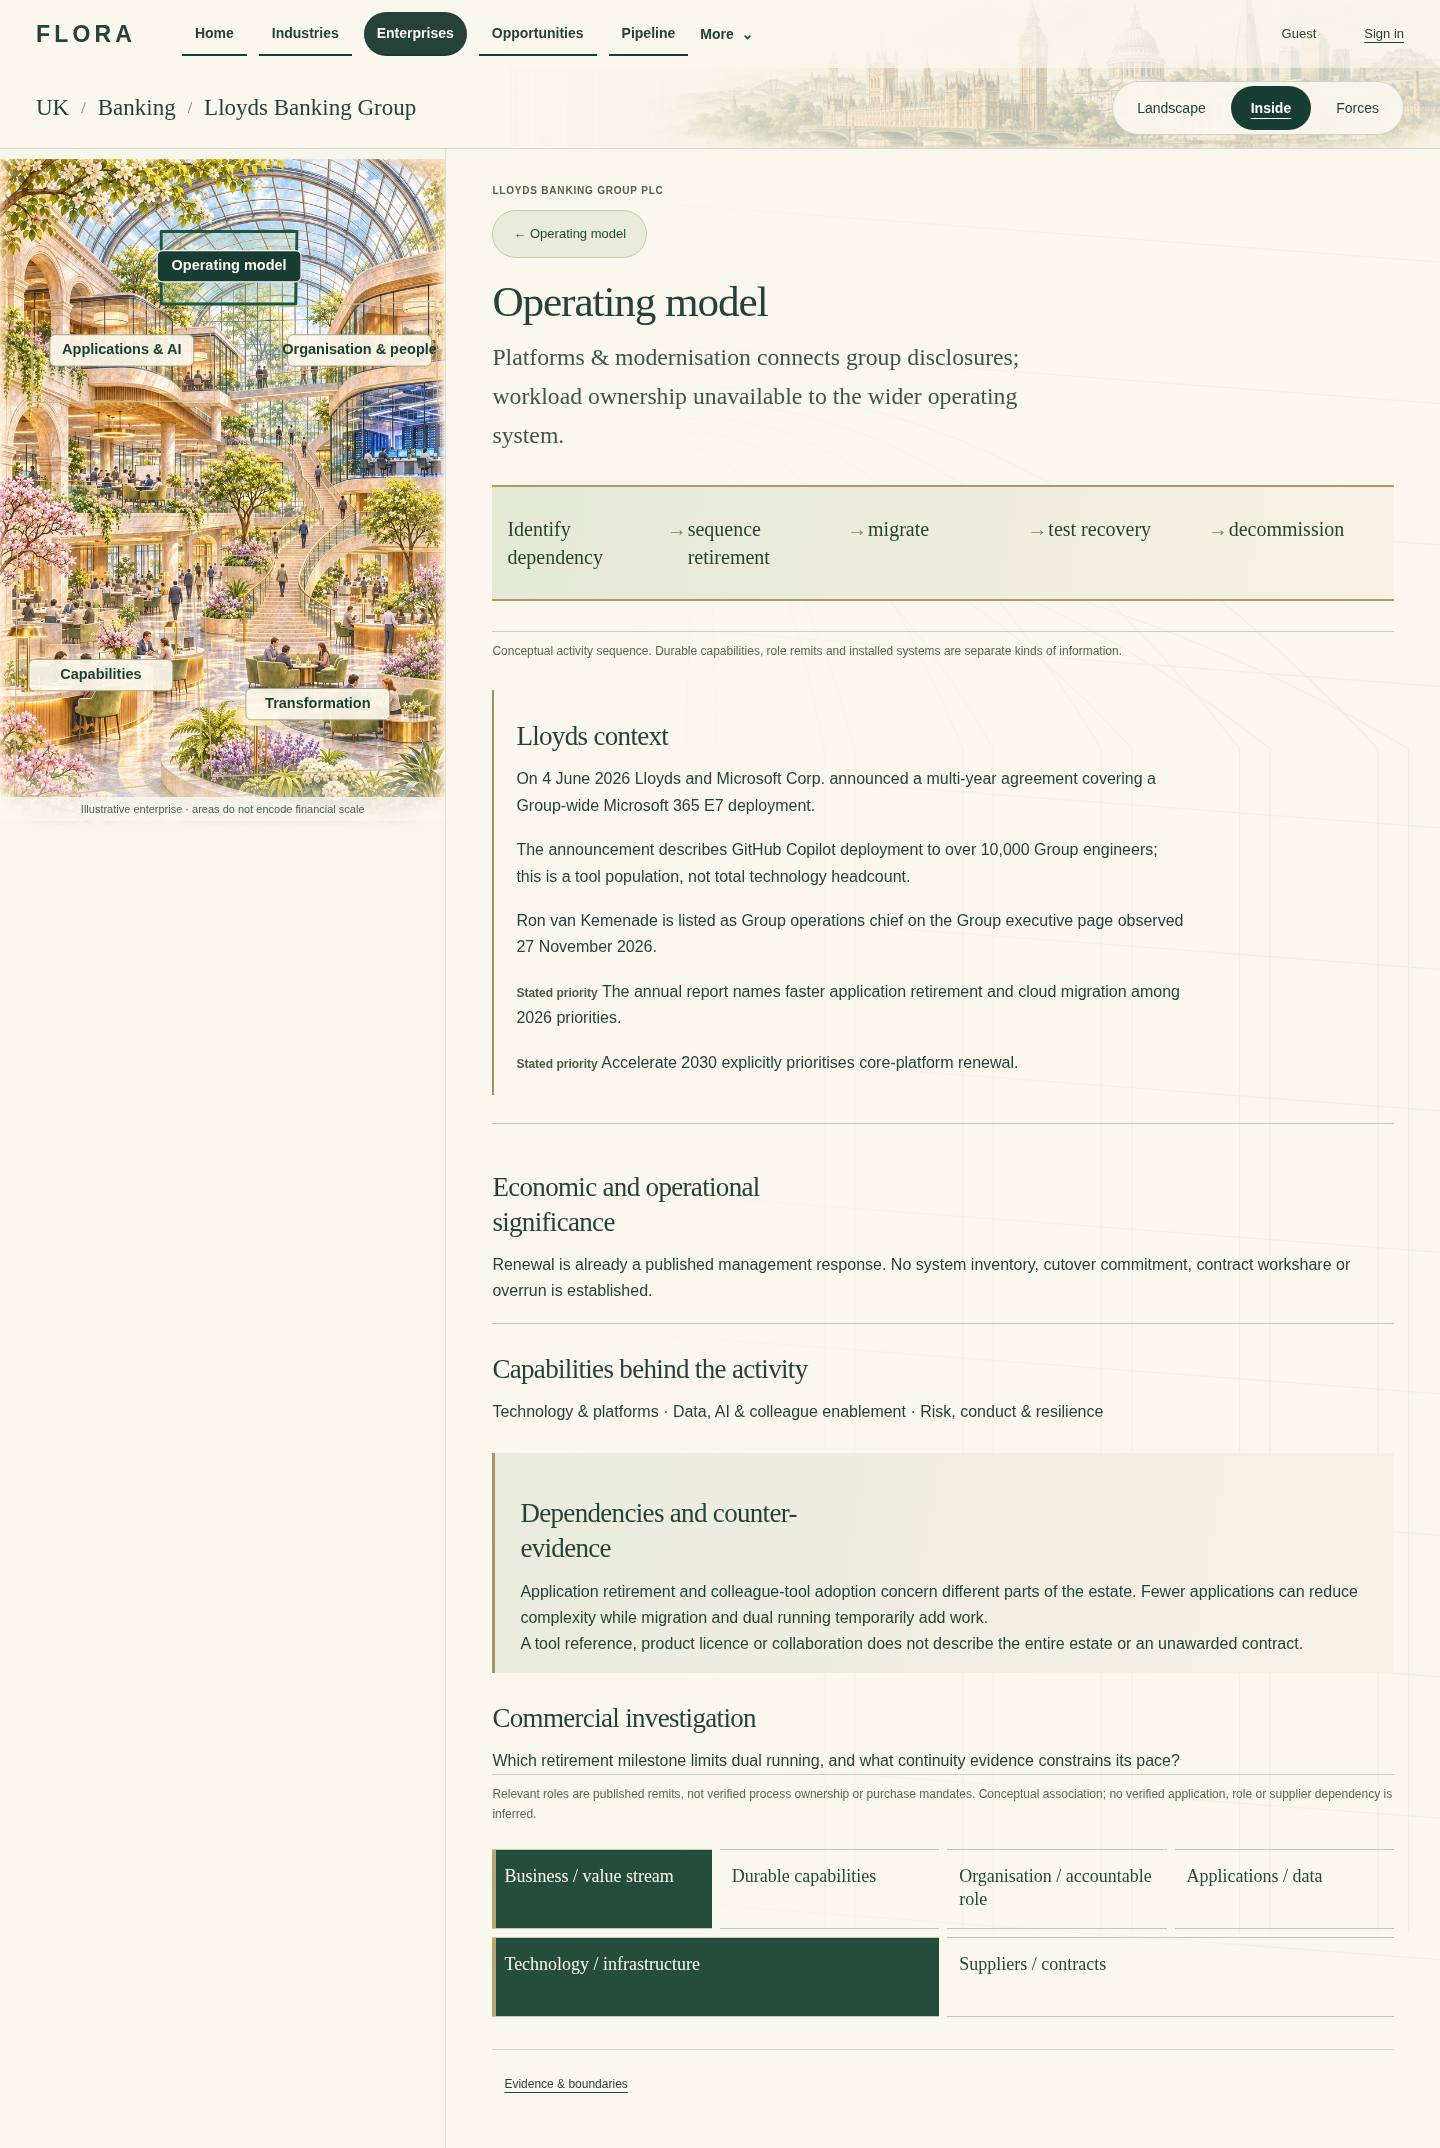 FLORA
Home
Industries
Enterprises
Opportunities
Pipeline
More
Guest
Sign in
UK / Banking / Lloyds Banking Group
Landscape
Inside
Forces
Operating model
Applications & AI
Organisation & people
Capabilities
Transformation
Illustrative enterprise · areas do not encode financial scale
LLOYDS BANKING GROUP PLC
← Operating model
Operating model
Platforms & modernisation connects group disclosures;
workload ownership unavailable to the wider operating
system.
Identify
dependency
→ sequence
retirement
→ migrate
→ test recovery
→ decommission
Conceptual activity sequence. Durable capabilities, role remits and installed systems are separate kinds of information.
Lloyds context
On 4 June 2026 Lloyds and Microsoft Corp. announced a multi-year agreement covering a
Group-wide Microsoft 365 E7 deployment.
The announcement describes GitHub Copilot deployment to over 10,000 Group engineers;
this is a tool population, not total technology headcount.
Ron van Kemenade is listed as Group operations chief on the Group executive page observed
27 November 2026.
Stated priority The annual report names faster application retirement and cloud migration among
2026 priorities.
Stated priority Accelerate 2030 explicitly prioritises core-platform renewal.
Economic and operational
significance
Renewal is already a published management response. No system inventory, cutover commitment, contract workshare or
overrun is established.
Capabilities behind the activity
Technology & platforms · Data, AI & colleague enablement · Risk, conduct & resilience
Dependencies and counter-
evidence
Application retirement and colleague-tool adoption concern different parts of the estate. Fewer applications can reduce
complexity while migration and dual running temporarily add work.
A tool reference, product licence or collaboration does not describe the entire estate or an unawarded contract.
Commercial investigation
Which retirement milestone limits dual running, and what continuity evidence constrains its pace?
Relevant roles are published remits, not verified process ownership or purchase mandates. Conceptual association; no verified application, role or supplier dependency is
inferred.
Business / value stream
Durable capabilities
Organisation / accountable
role
Applications / data
Technology / infrastructure
Suppliers / contracts
Evidence & boundaries